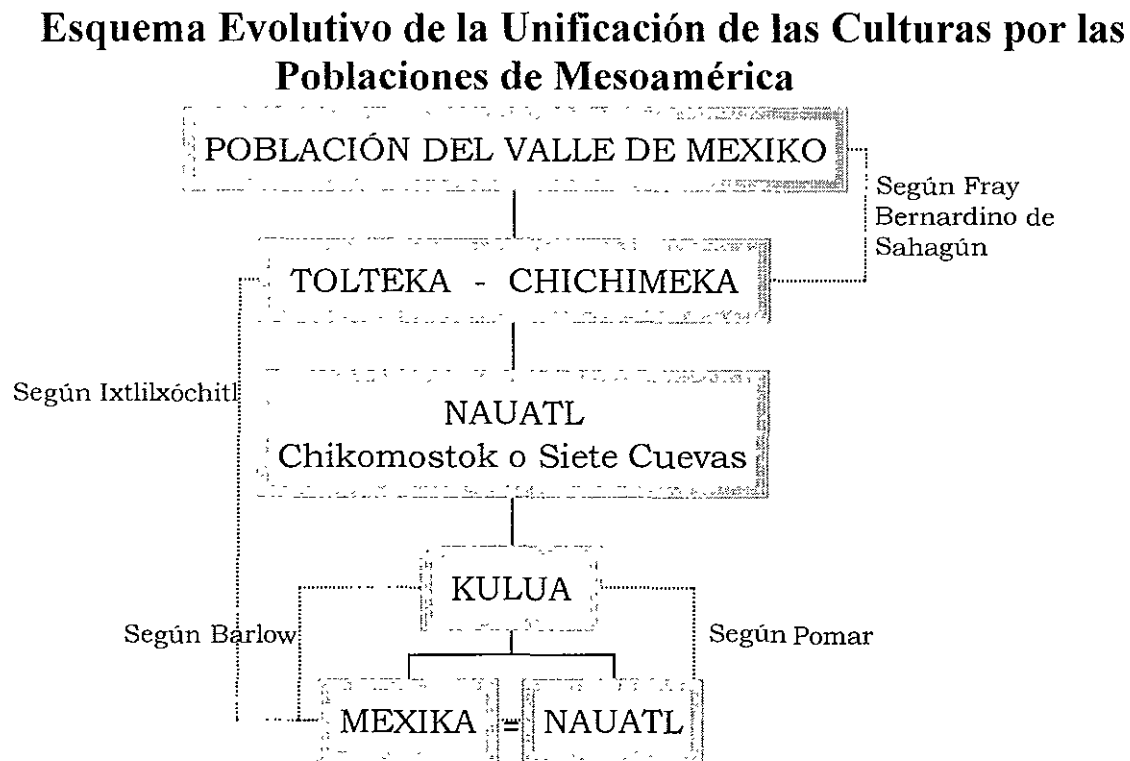 Esquema Evolutivo de la Unificación de las Culturas por las
Poblaciones de Mesoamérica
POBLACIÓN DEL VALLE DE MEXIKO
Según Fray
Bernardino de
Sahagún
TOLTEKA - CHICHIMEKA
Según Ixtlilxóchitl
NAUATL
Chikomostok o Siete Cuevas
KULUA
Según Barlow
Según Pomar
MEXIKA = NAUATL